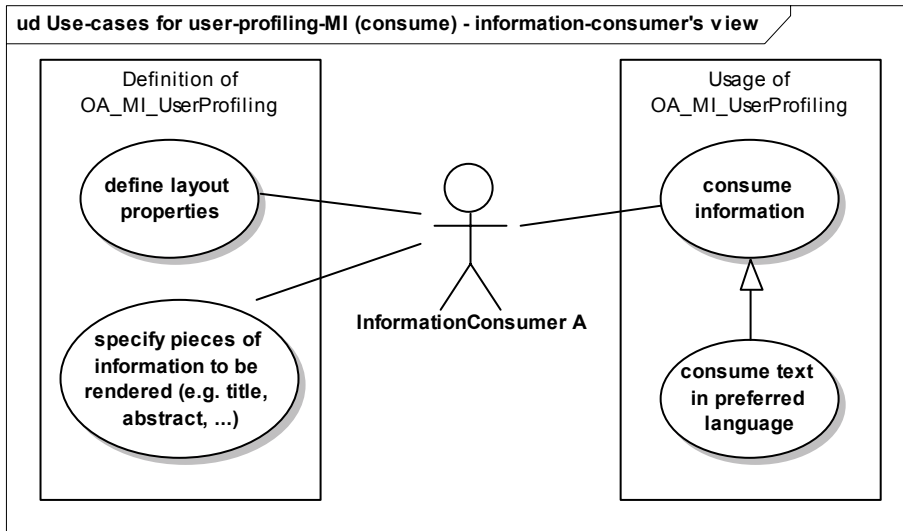 ud Use-cases for user-profiling-MI (consume) - information-consumer's view
Definition of
OA_MI_UserProfiling
define layout
properties
specify pieces of
information to be
rendered (e.g. title,
abstract, ...)
InformationConsumer A
Usage of
OA_MI_UserProfiling
consume
information
consume text
in preferred
language